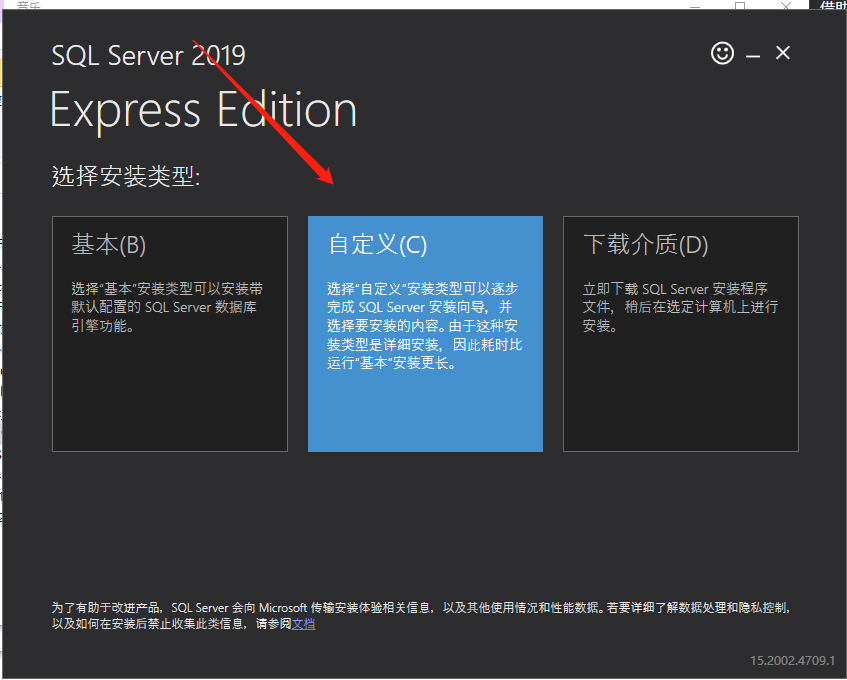 音乐
借助
SQL Server 2019
Express Edition
选择安装类型:
基本(B)
选择“基本”安装类型可以安装带
默认配置的 SQL Server 数据库
引擎功能。
自定义(C)
选择“自定义”安装类型可以逐步
完成 SQL Server 安装向导，并
选择要安装的内容。由于这种安
装类型是详细安装，因此耗时比
运行“基本”安装更长。
下载介质(D)
立即下载 SQL Server 安装程序
文件，稍后在选定计算机上进行
安装。
为了有助于改进产品，SQL Server 会向 Microsoft 传输安装体验相关信息，以及其他使用情况和性能数据。若要详细了解数据处理和隐私控制，
以及如何在安装后禁止收集此类信息，请参阅文档
15.2002.4709.1